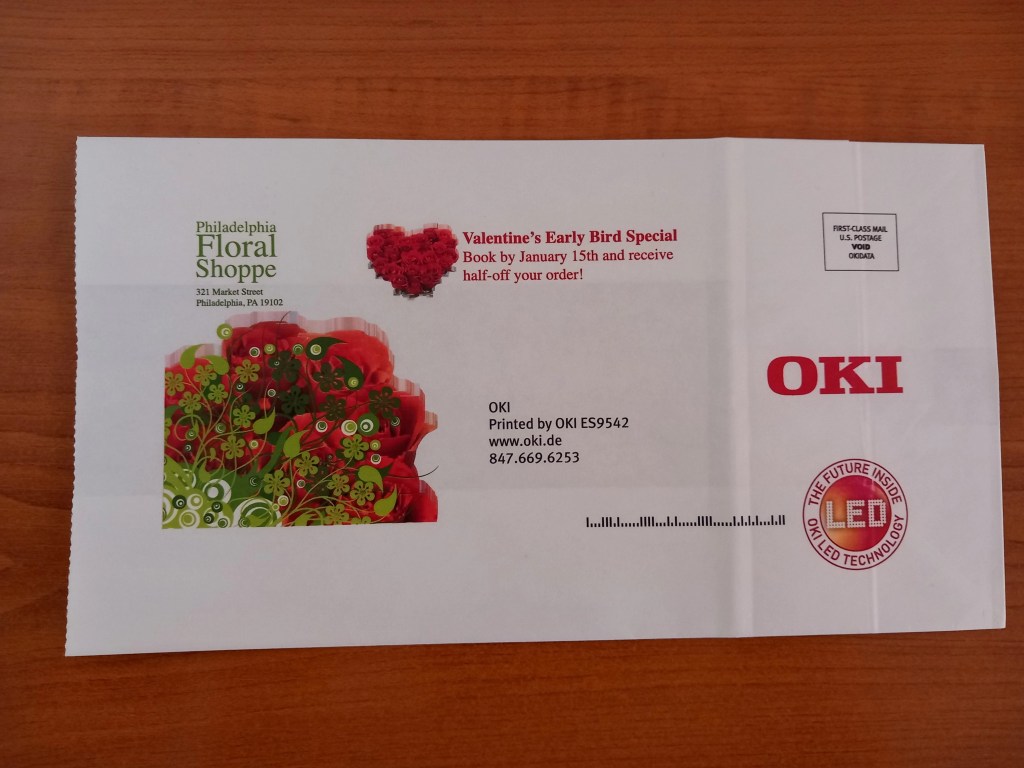 Philadelphia
Floral
Shoppe
321 Market Street
Philadelphia, PA 19102
Valentine's Early Bird Special
Book by January 15th and receive
half-off your order!
FIRST-CLASS MAIL
U.S. POSTAGE
VOID
OKIDATA
OKI
OKI
Printed by OKI ES9542
www.oki.de
847.669.6253
THE FUTURE INSIDE
LED
OKI LED TECHNOLOGY